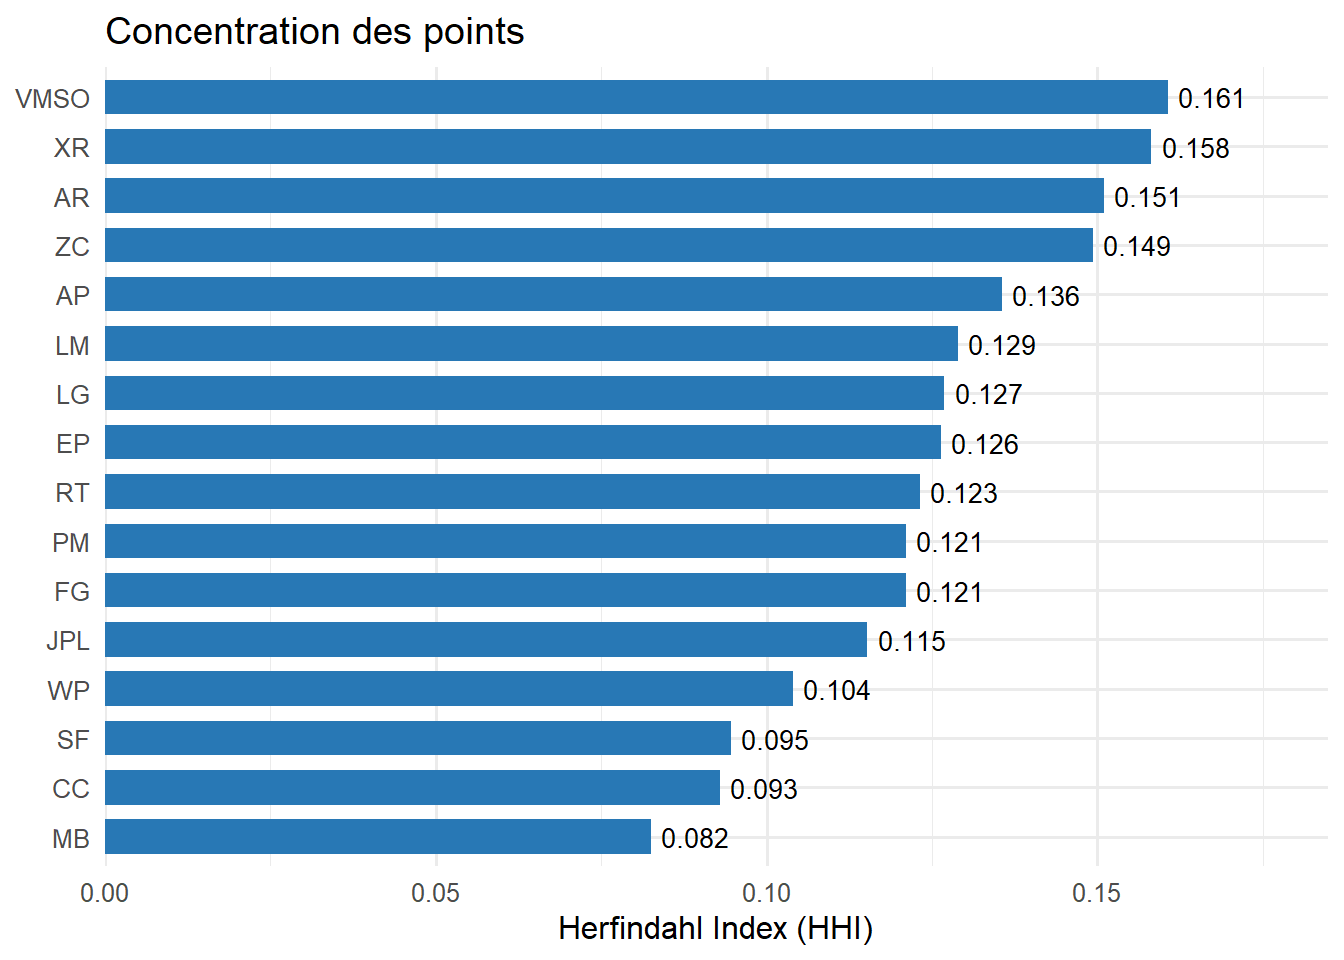 Concentration des points
VMSO 0.161
XR 0.158
AR 0.151
ZC 0.149
AP 0.136
LM 0.129
LG 0.127
EP 0.126
RT 0.123
PM 0.121
FG 0.121
JPL 0.115
WP 0.104
SF 0.095
CC 0.093
MB 0.082
0.00 0.05 0.10 0.15
Herfindahl Index (HHI)